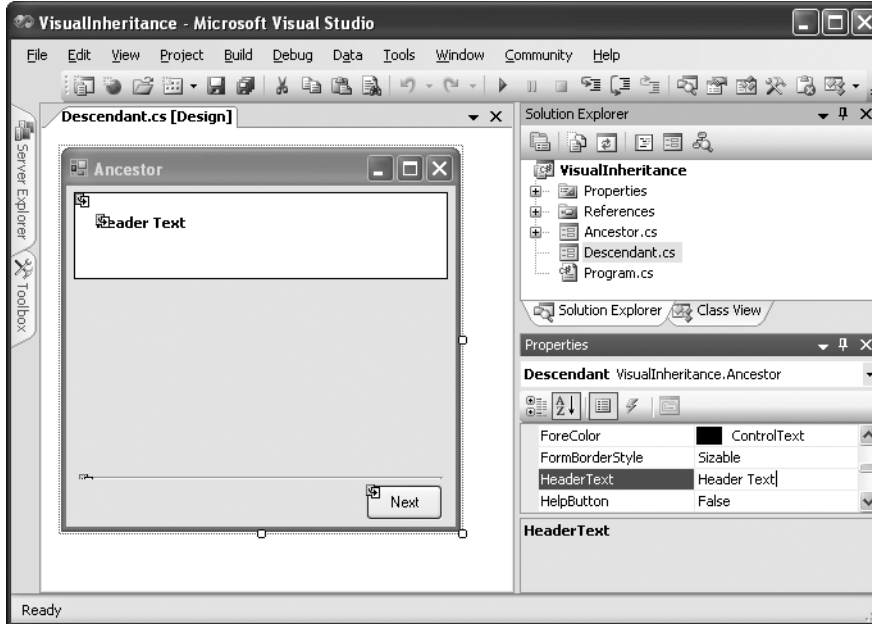 VisualInheritance - Microsoft Visual Studio
File Edit View Project Build Debug Data Tools Window Community Help
Server Explorer
Toolbox
Descendant.cs [Design]
Ancestor
eader Text
Next
Solution Explorer
VisualInheritance
Properties
References
Ancestor.cs
Descendant.cs
Program.cs
Solution Explorer Class View
Properties
Descendant VisualInheritance.Ancestor
ForeColor ControlText
FormBorderStyle Sizable
HeaderText Header Text
HelpButton False
HeaderText
Ready